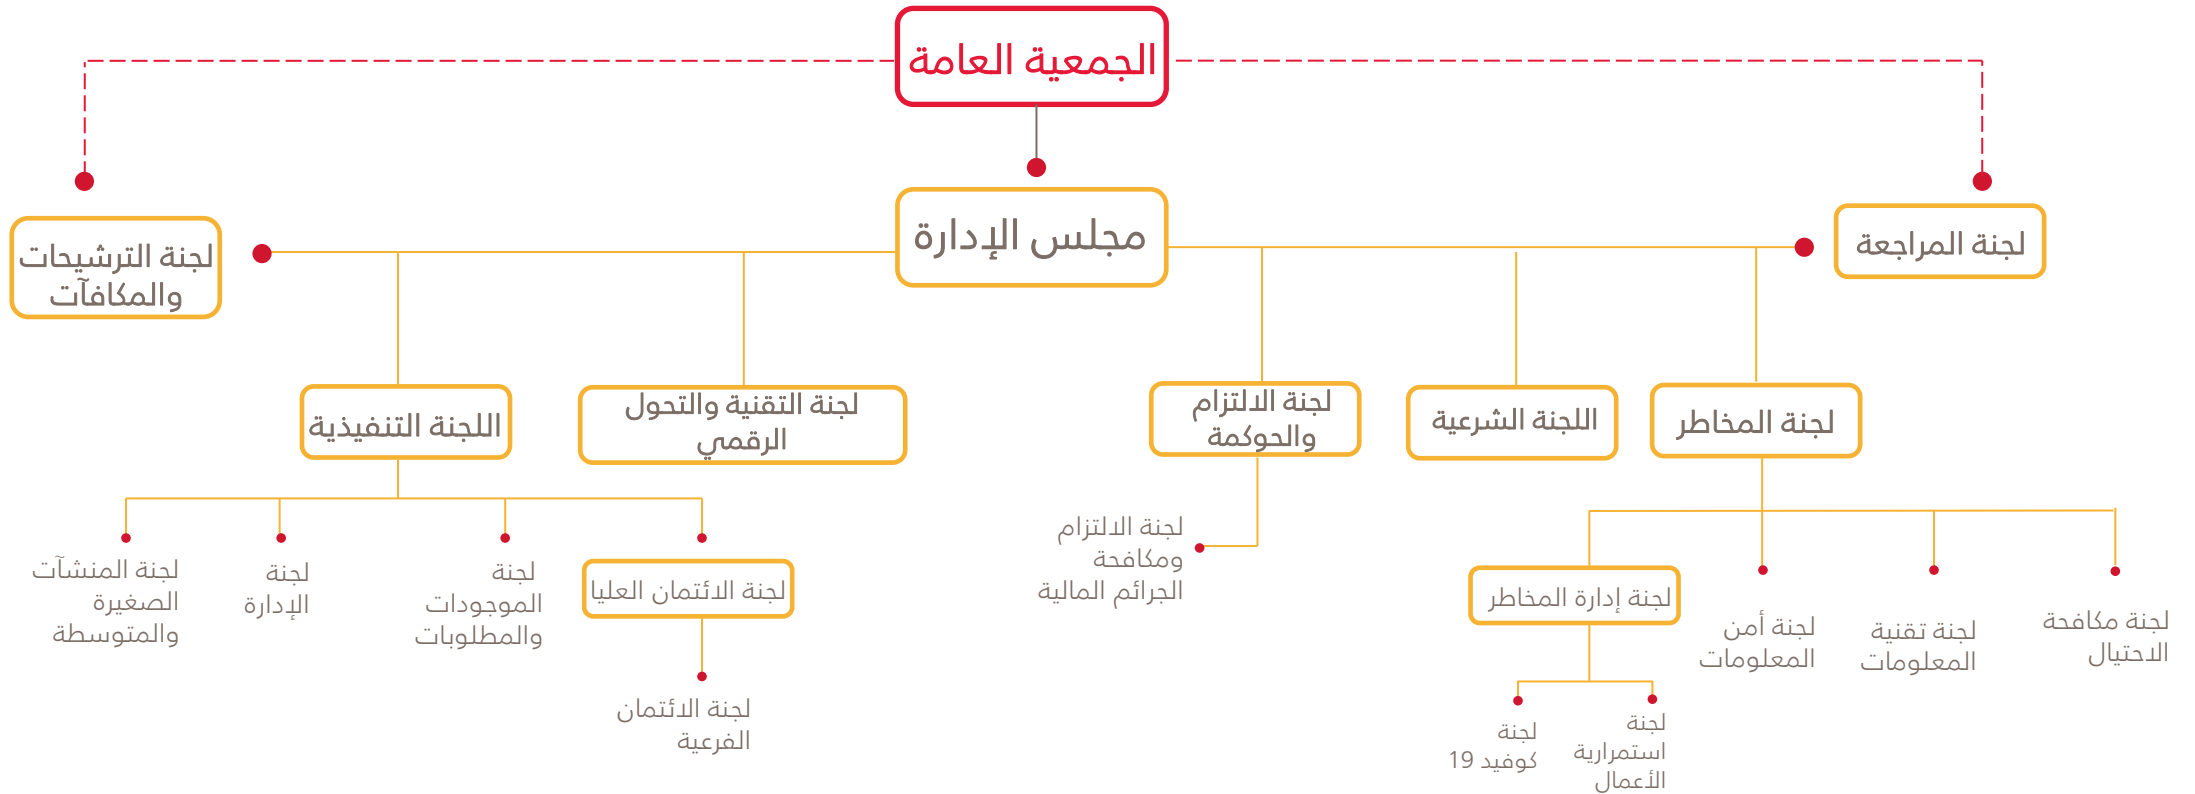 الجمعية العامة
مجلس الإدارة
لجنة المراجعة
لجنة الترشيحات
والمكافآت
لجنة المخاطر
اللجنة الشرعية
لجنة الالتزام
والحوكمة
لجنة التقنية والتحول
الرقمي
اللجنة التنفيذية
لجنة مكافحة
الاحتيال
لجنة تقنية
المعلومات
لجنة أمن
المعلومات
لجنة إدارة المخاطر
لجنة
استمرارية
الأعمال
لجنة
كوفيد 19
لجنة الالتزام
ومكافحة
الجرائم المالية
لجنة الائتمان العليا
لجنة الائتمان
الفرعية
لجنة
الموجودات
والمطلوبات
لجنة
الإدارة
لجنة المنشآت
الصغيرة
والمتوسطة